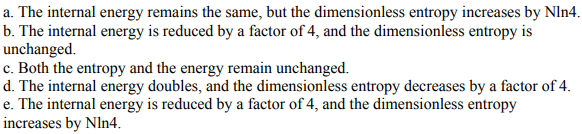 a. The internal energy remains the same, but the dimensionless entropy increases by Nln4.
b. The internal energy is reduced by a factor of 4, and the dimensionless entropy is
unchanged.
c. Both the entropy and the energy remain unchanged.
d. The internal energy doubles, and the dimensionless entropy decreases by a factor of 4.
e. The internal energy is reduced by a factor of 4, and the dimensionless entropy
increases by Nln4.